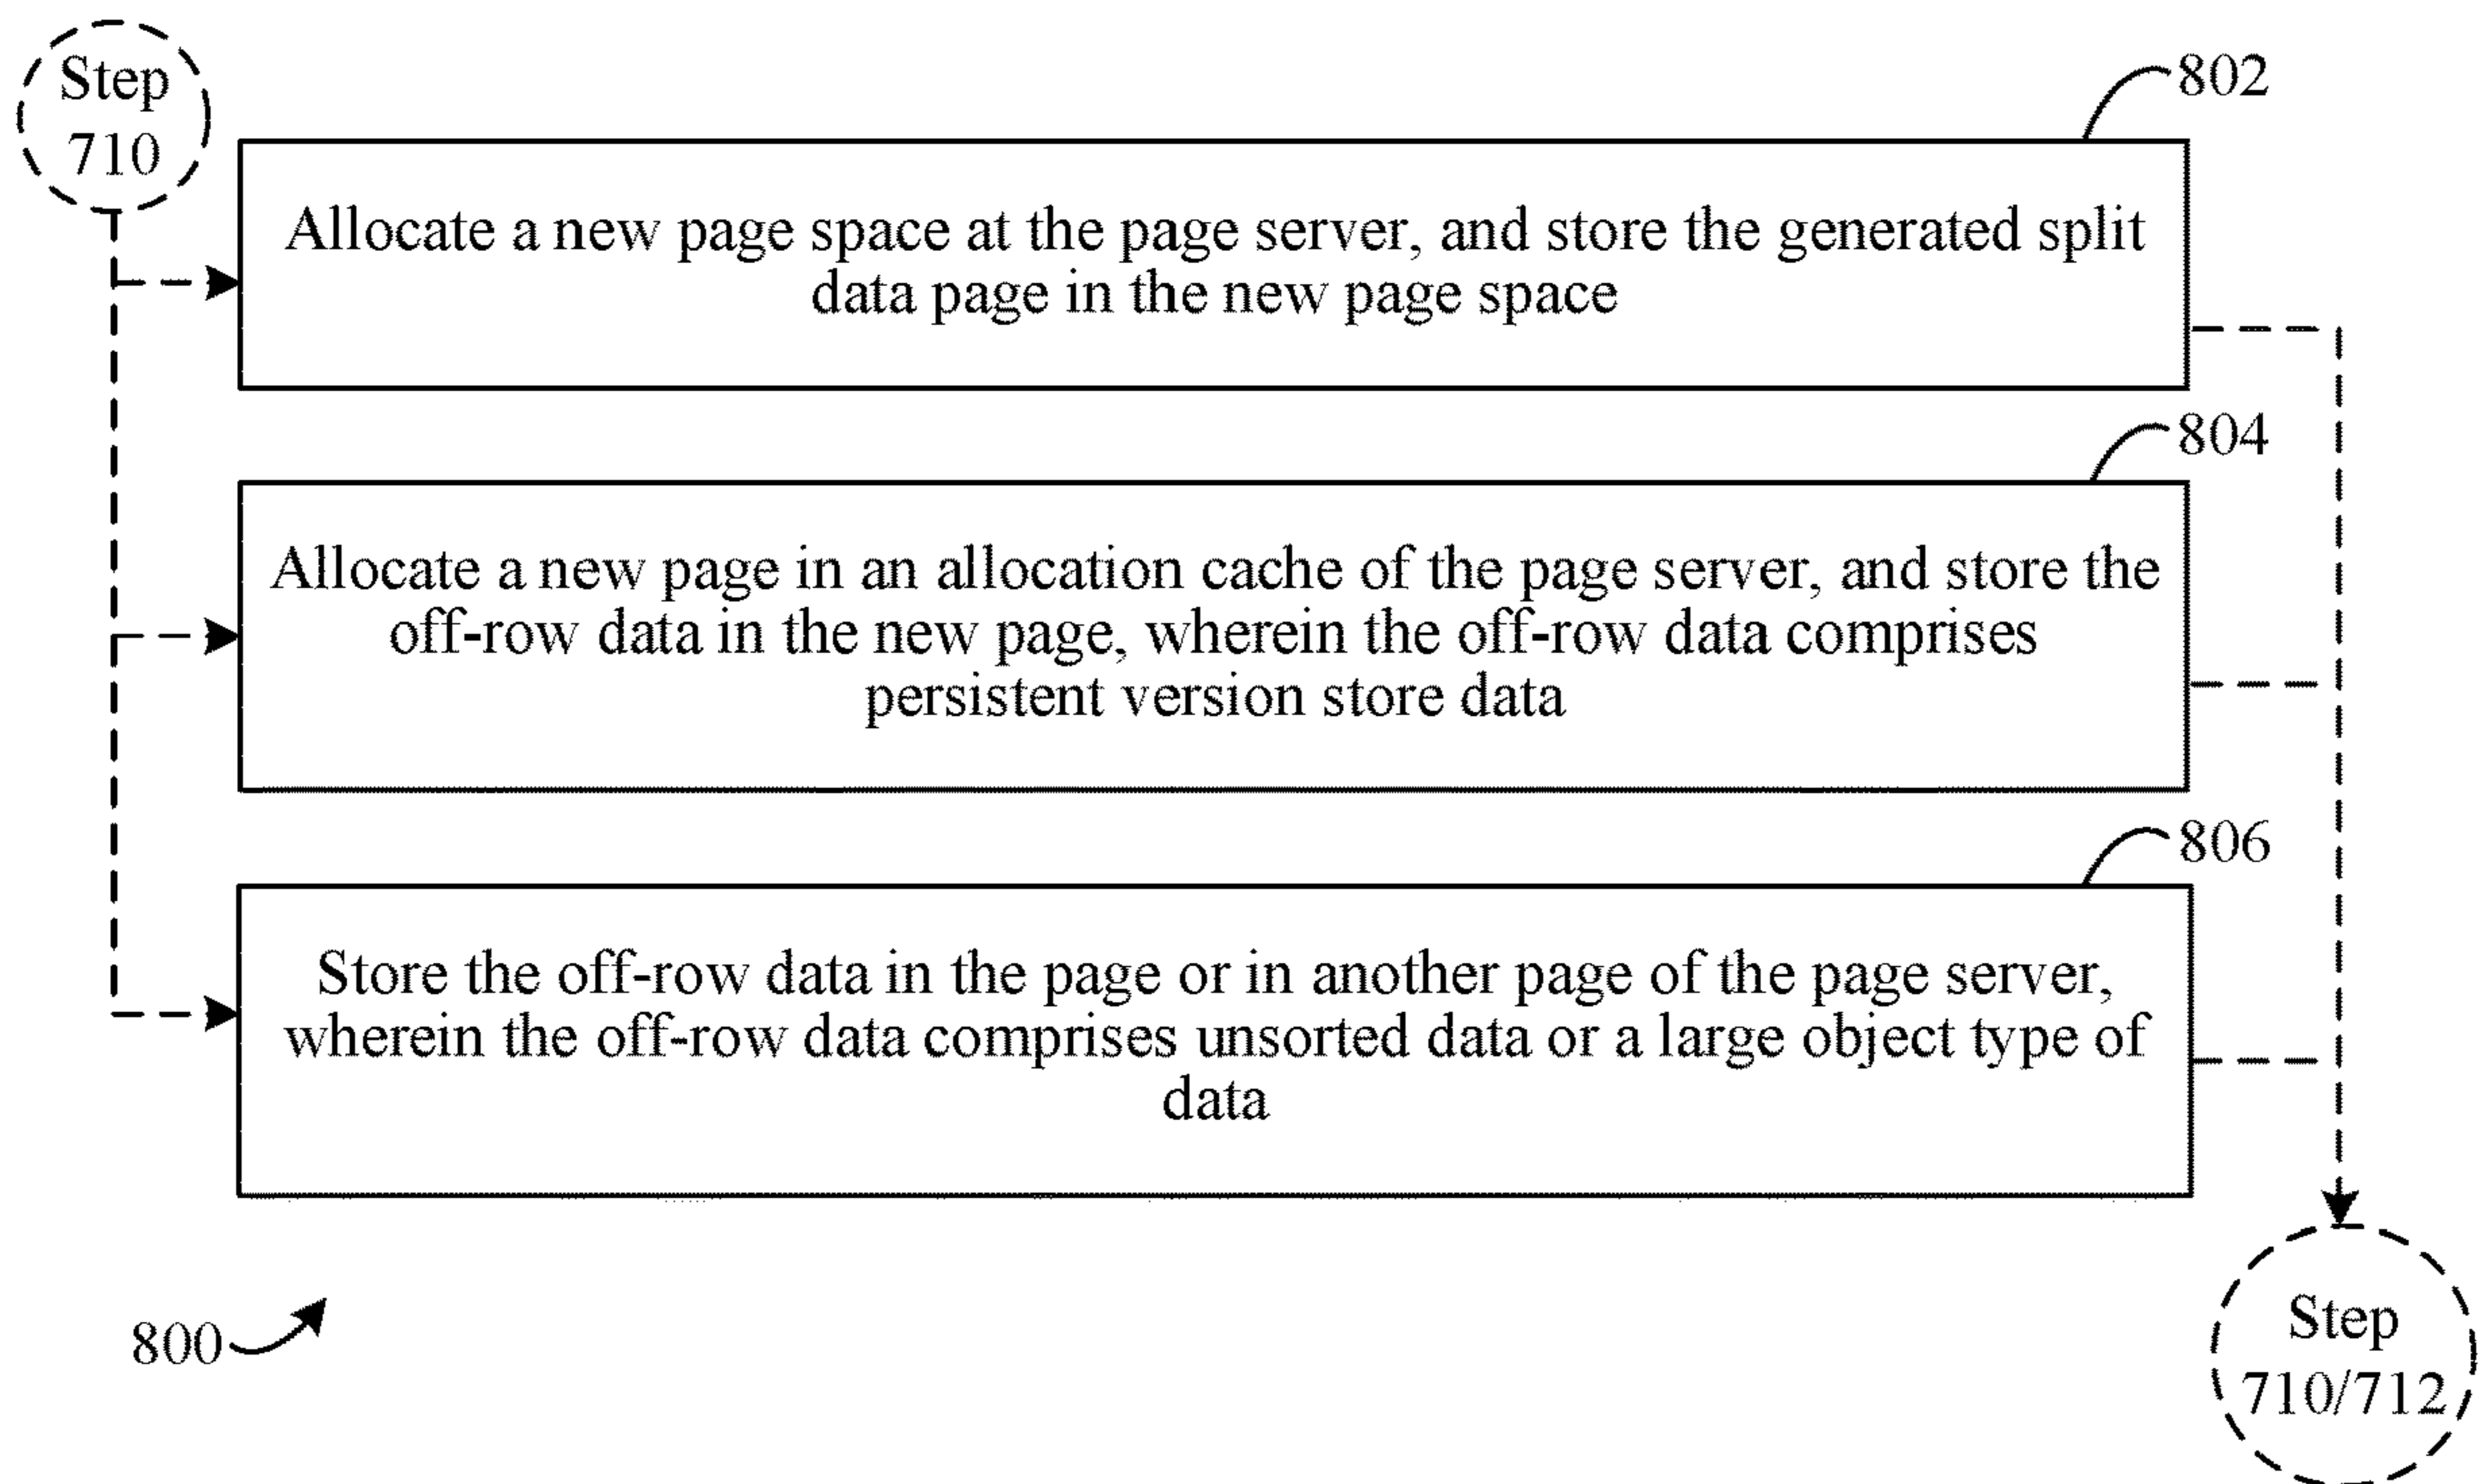 Step
710
802
Allocate a new page space at the page server, and store the generated split
data page in the new page space
804
Allocate a new page in an allocation cache of the page server, and store the
off-row data in the new page, wherein the off-row data comprises
persistent version store data
806
Store the off-row data in the page or in another page of the page server,
wherein the off-row data comprises unsorted data or a large object type of
data
800
Step
710/712